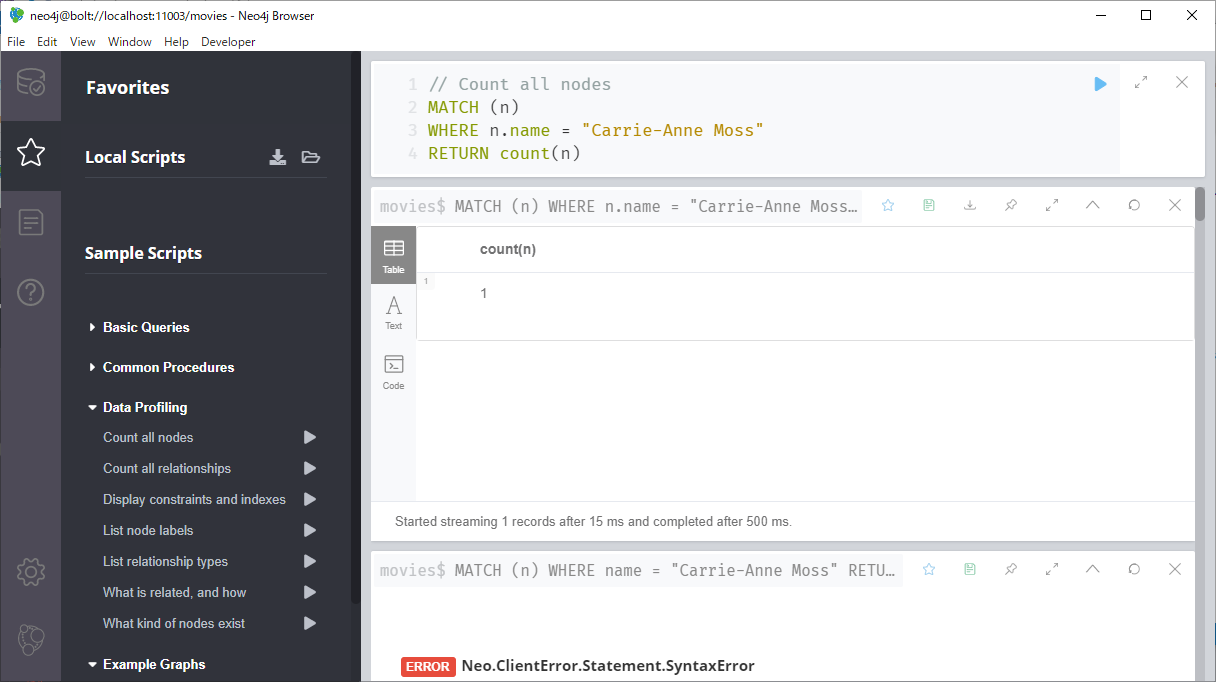 neo4j@bolt://localhost:11003/movies - Neo4j Browser
File Edit View Window Help Developer
Favorites
Local Scripts
Sample Scripts
Basic Queries
Common Procedures
Data Profiling
Count all nodes
Count all relationships
Display constraints and indexes
List node labels
List relationship types
What is related, and how
What kind of nodes exist
Example Graphs
1 // Count all nodes
2 MATCH (n)
3 WHERE n.name = "Carrie-Anne Moss"
4 RETURN count(n)
movies$ MATCH (n) WHERE n.name = "Carrie-Anne Moss…
Table
Text
Code
count(n)
1
1
Started streaming 1 records after 15 ms and completed after 500 ms.
movies$ MATCH (n) WHERE name = "Carrie-Anne Moss" RETU…
ERROR Neo.ClientError.Statement.SyntaxError